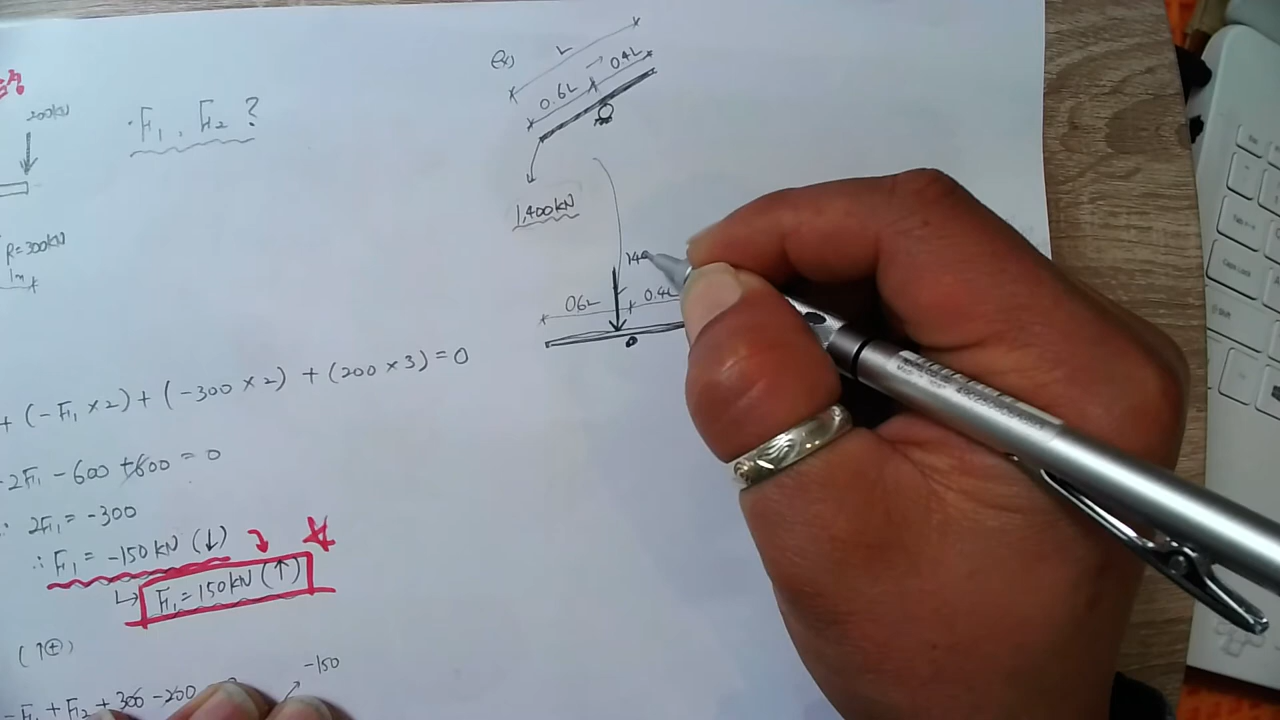 200kN
· F₁, F₂ ?
R=300kN
1m
+ (-F₁ × 2) + (-300 × 2) + (200 × 3) = 0
-2F₁ - 600 + 600 = 0
∴ 2F₁ = -300
∴ F₁ = -150 kN (↓)
↳ F₁ = 150 kN (↑)
(↑⊕)
-F₁ + F₂ + 300 - 200
-150
ex)
L
0.6L → 0.4L
1,400kN
140
0.6L 0.4L